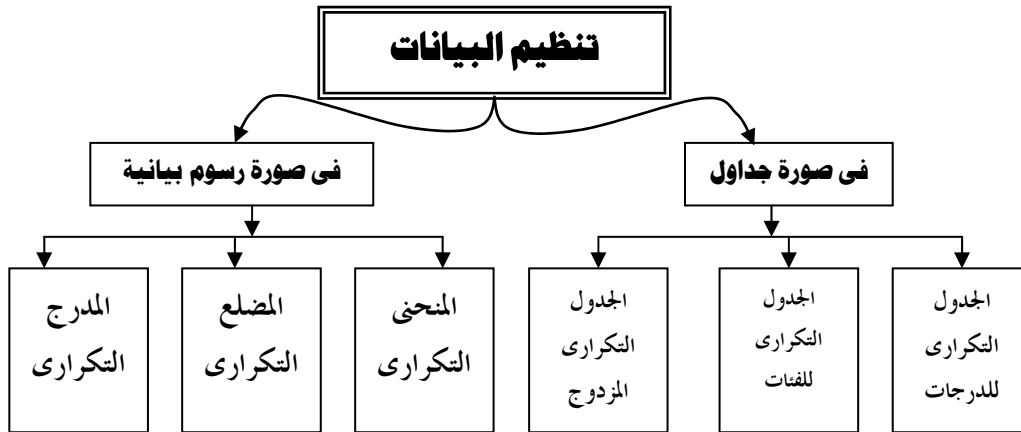 تنظيم البيانات
فى صورة جداول
فى صورة رسوم بيانية
الجدول
التكرارى
للدرجات
الجدول
التكرارى
للفئات
الجدول
التكرارى
المزدوج
المنحنى
التكرارى
المضلع
التكرارى
المدرج
التكرارى